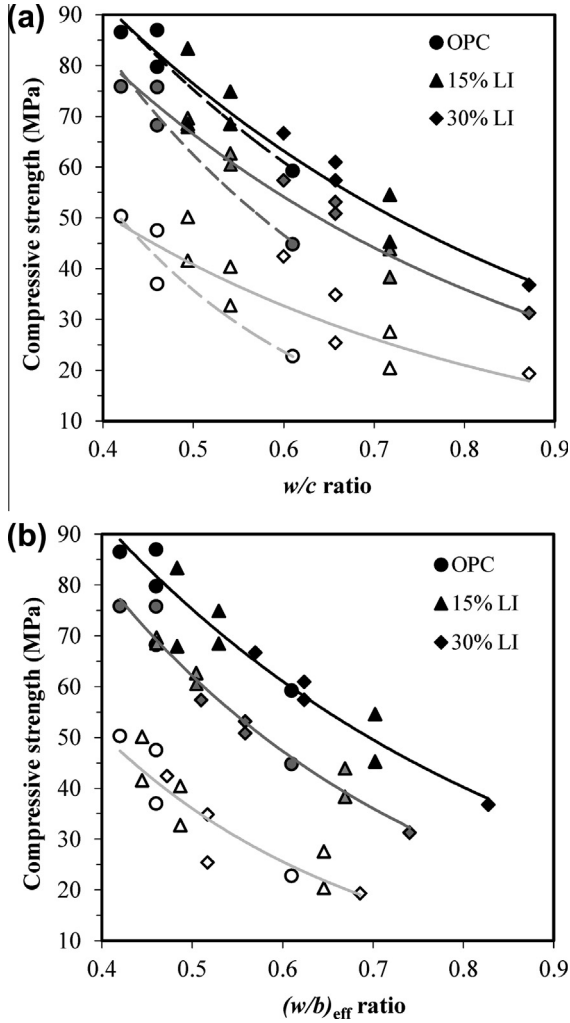 (a)
90
80
70
60
50
40
30
20
10
Compressive strength (MPa)
OPC
15% LI
30% LI
0.4 0.5 0.6 0.7 0.8 0.9
w/c ratio
(b)
90
80
70
60
50
40
30
20
10
Compressive strength (MPa)
OPC
15% LI
30% LI
0.4 0.5 0.6 0.7 0.8 0.9
(w/b)eff ratio